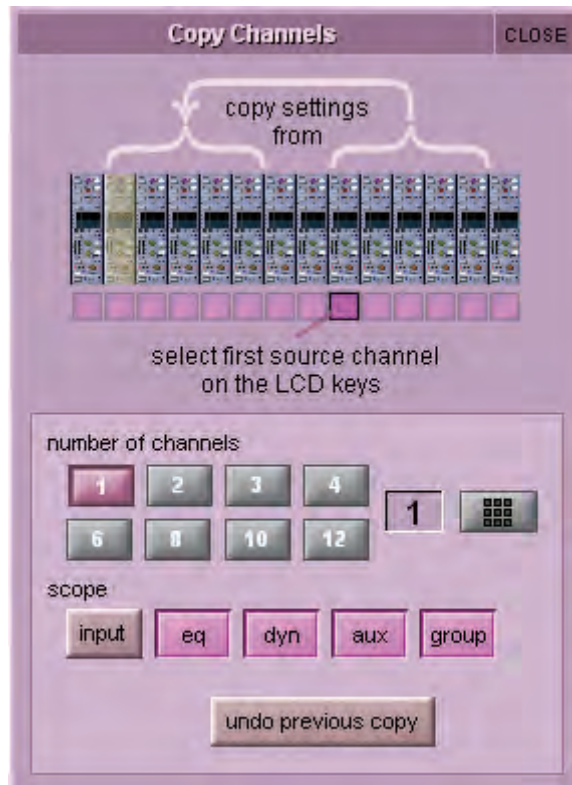 Copy Channels CLOSE
copy settings
from
select first source channel
on the LCD keys
number of channels
1 2 3 4
1
6 8 10 12
scope
input eq dyn aux group
undo previous copy